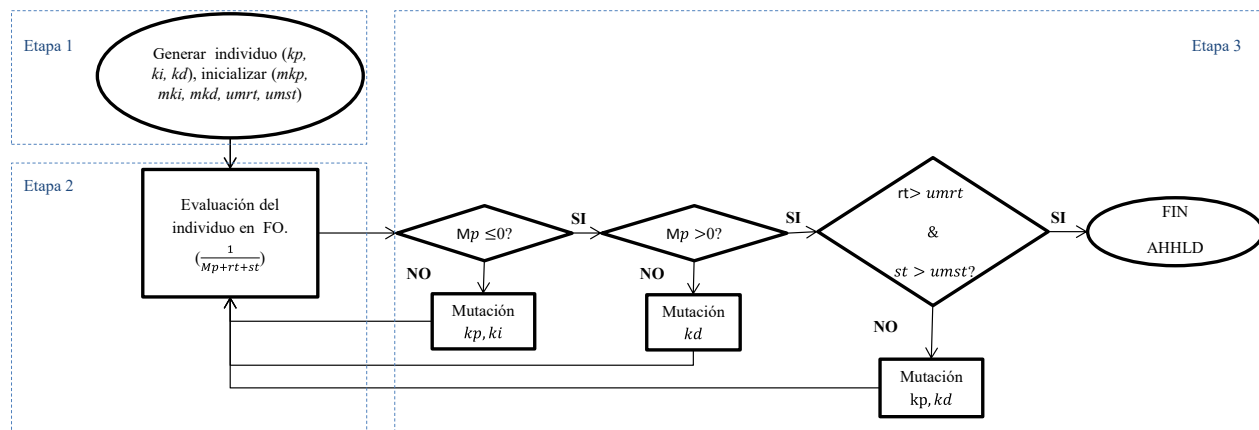 Etapa 1
Generar individuo (kp,
ki, kd), inicializar (mkp,
mki, mkd, umrt, umst)
Etapa 2
Evaluación del
individuo en FO.
(1/(Mp+rt+st))
Etapa 3
Mp ≤0?
SI
NO
Mutación
kp, ki
Mp >0?
SI
NO
Mutación
kd
rt> umrt
&
st > umst?
SI
NO
Mutación
kp, kd
FIN
AHHLD